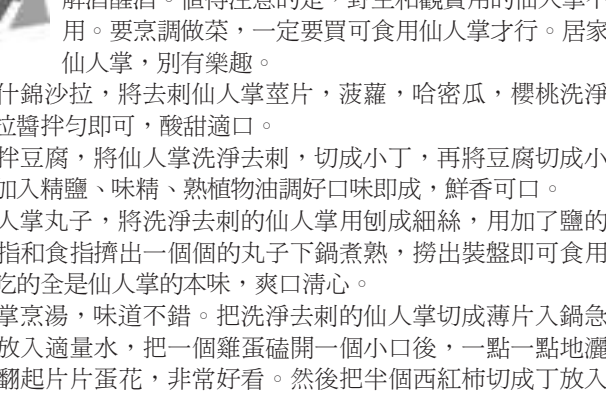 解酒醒酒。值得注意的是，野生和觀賞用的仙人掌不
用。要烹調做菜，一定要買可食用仙人掌才行。居家
仙人掌，別有樂趣。
什錦沙拉，將去刺仙人掌莖片，菠蘿，哈密瓜，櫻桃洗淨
拉醬拌勻即可，酸甜適口。
拌豆腐，將仙人掌洗淨去刺，切成小丁，再將豆腐切成小
加入精鹽、味精、熟植物油調好口味即成，鮮香可口。
人掌丸子，將洗淨去刺的仙人掌用刨成細絲，用加了鹽的
指和食指擠出一個個的丸子下鍋煮熟，撈出裝盤即可食用
吃的全是仙人掌的本味，爽口清心。
掌烹湯，味道不錯。把洗淨去刺的仙人掌切成薄片入鍋急
放入適量水，把一個雞蛋磕開一個小口後，一點一點地灑
翻起片片蛋花，非常好看。然後把半個西紅柿切成丁放入